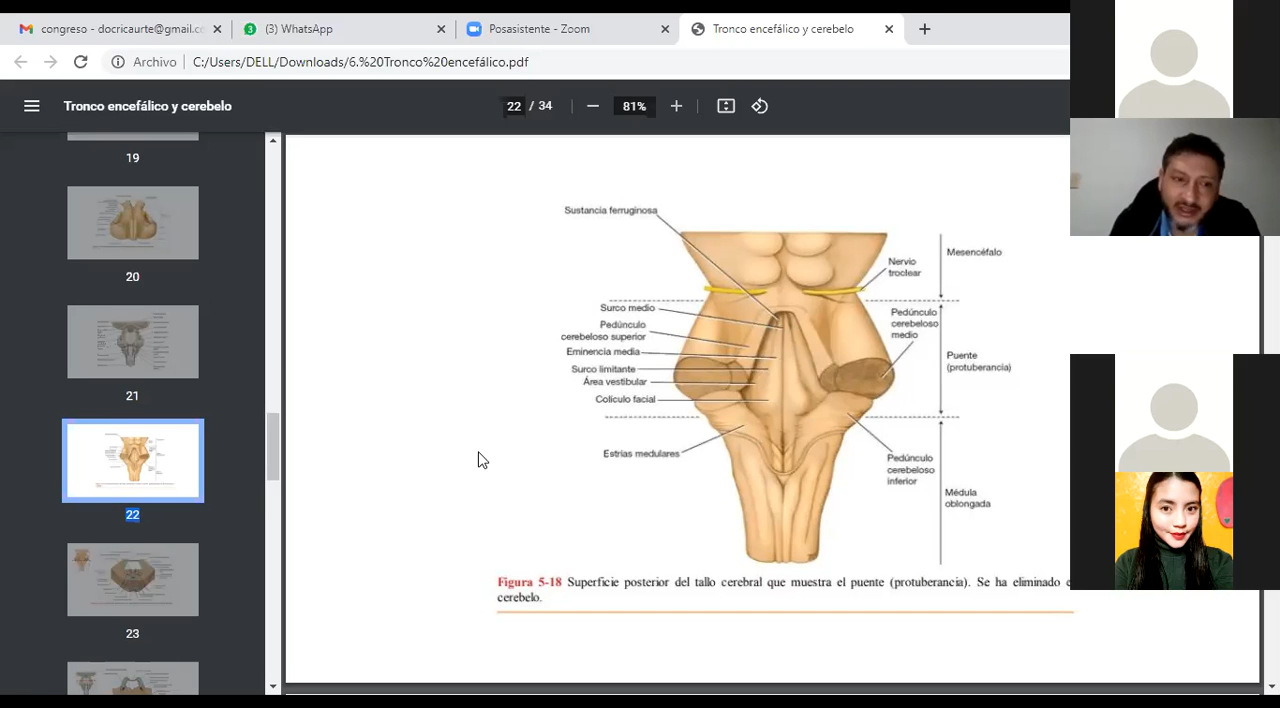 congreso - docricaurte@gmail.cc
3
(3) WhatsApp
Posasistente - Zoom
Tronco encefálico y cerebelo
Archivo
C:/Users/DELL/Downloads/6.%20Tronco%20encefálico.pdf
Tronco encefálico y cerebelo
22 / 34
81%
19
20
21
22
23
Sustancia ferruginosa
Surco medio
Pedúnculo
cerebeloso superior
Eminencia media
Surco limitante
Área vestibular
Colículo facial
Estrías medulares
Nervio
troclear
Pedúnculo
cerebeloso
medio
Pedúnculo
cerebeloso
inferior
Mesencéfalo
Puente
(protuberancia)
Médula
oblongada
Figura 5-18 Superficie posterior del tallo cerebral que muestra el puente (protuberancia). Se ha eliminado e
cerebelo.